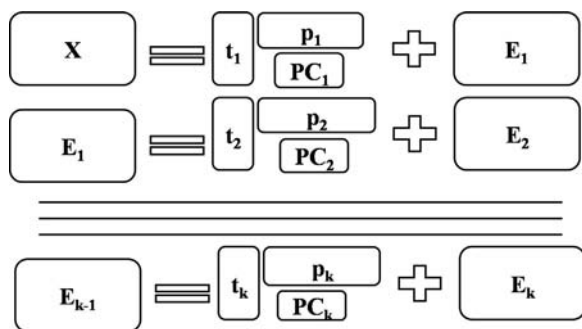 X = t₁ p₁ + E₁
PC₁
E₁ = t₂ p₂ + E₂
PC₂
Eₖ₋₁ = tₖ pₖ + Eₖ
PCₖ